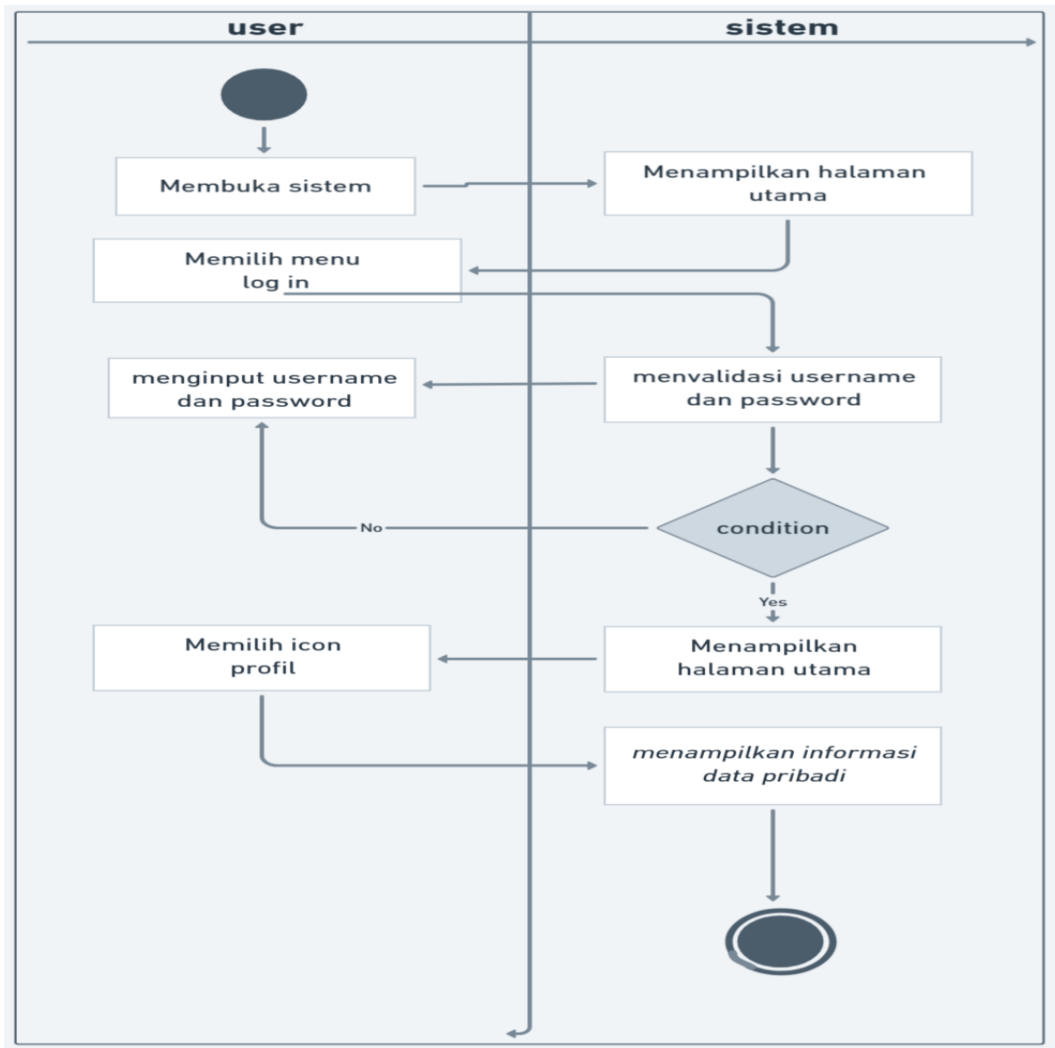 user
sistem
Membuka sistem
Menampilkan halaman
utama
Memilih menu
log in
menginput username
dan password
menvalidasi username
dan password
condition
No
Yes
Memilih icon
profil
Menampilkan
halaman utama
menampilkan informasi
data pribadi